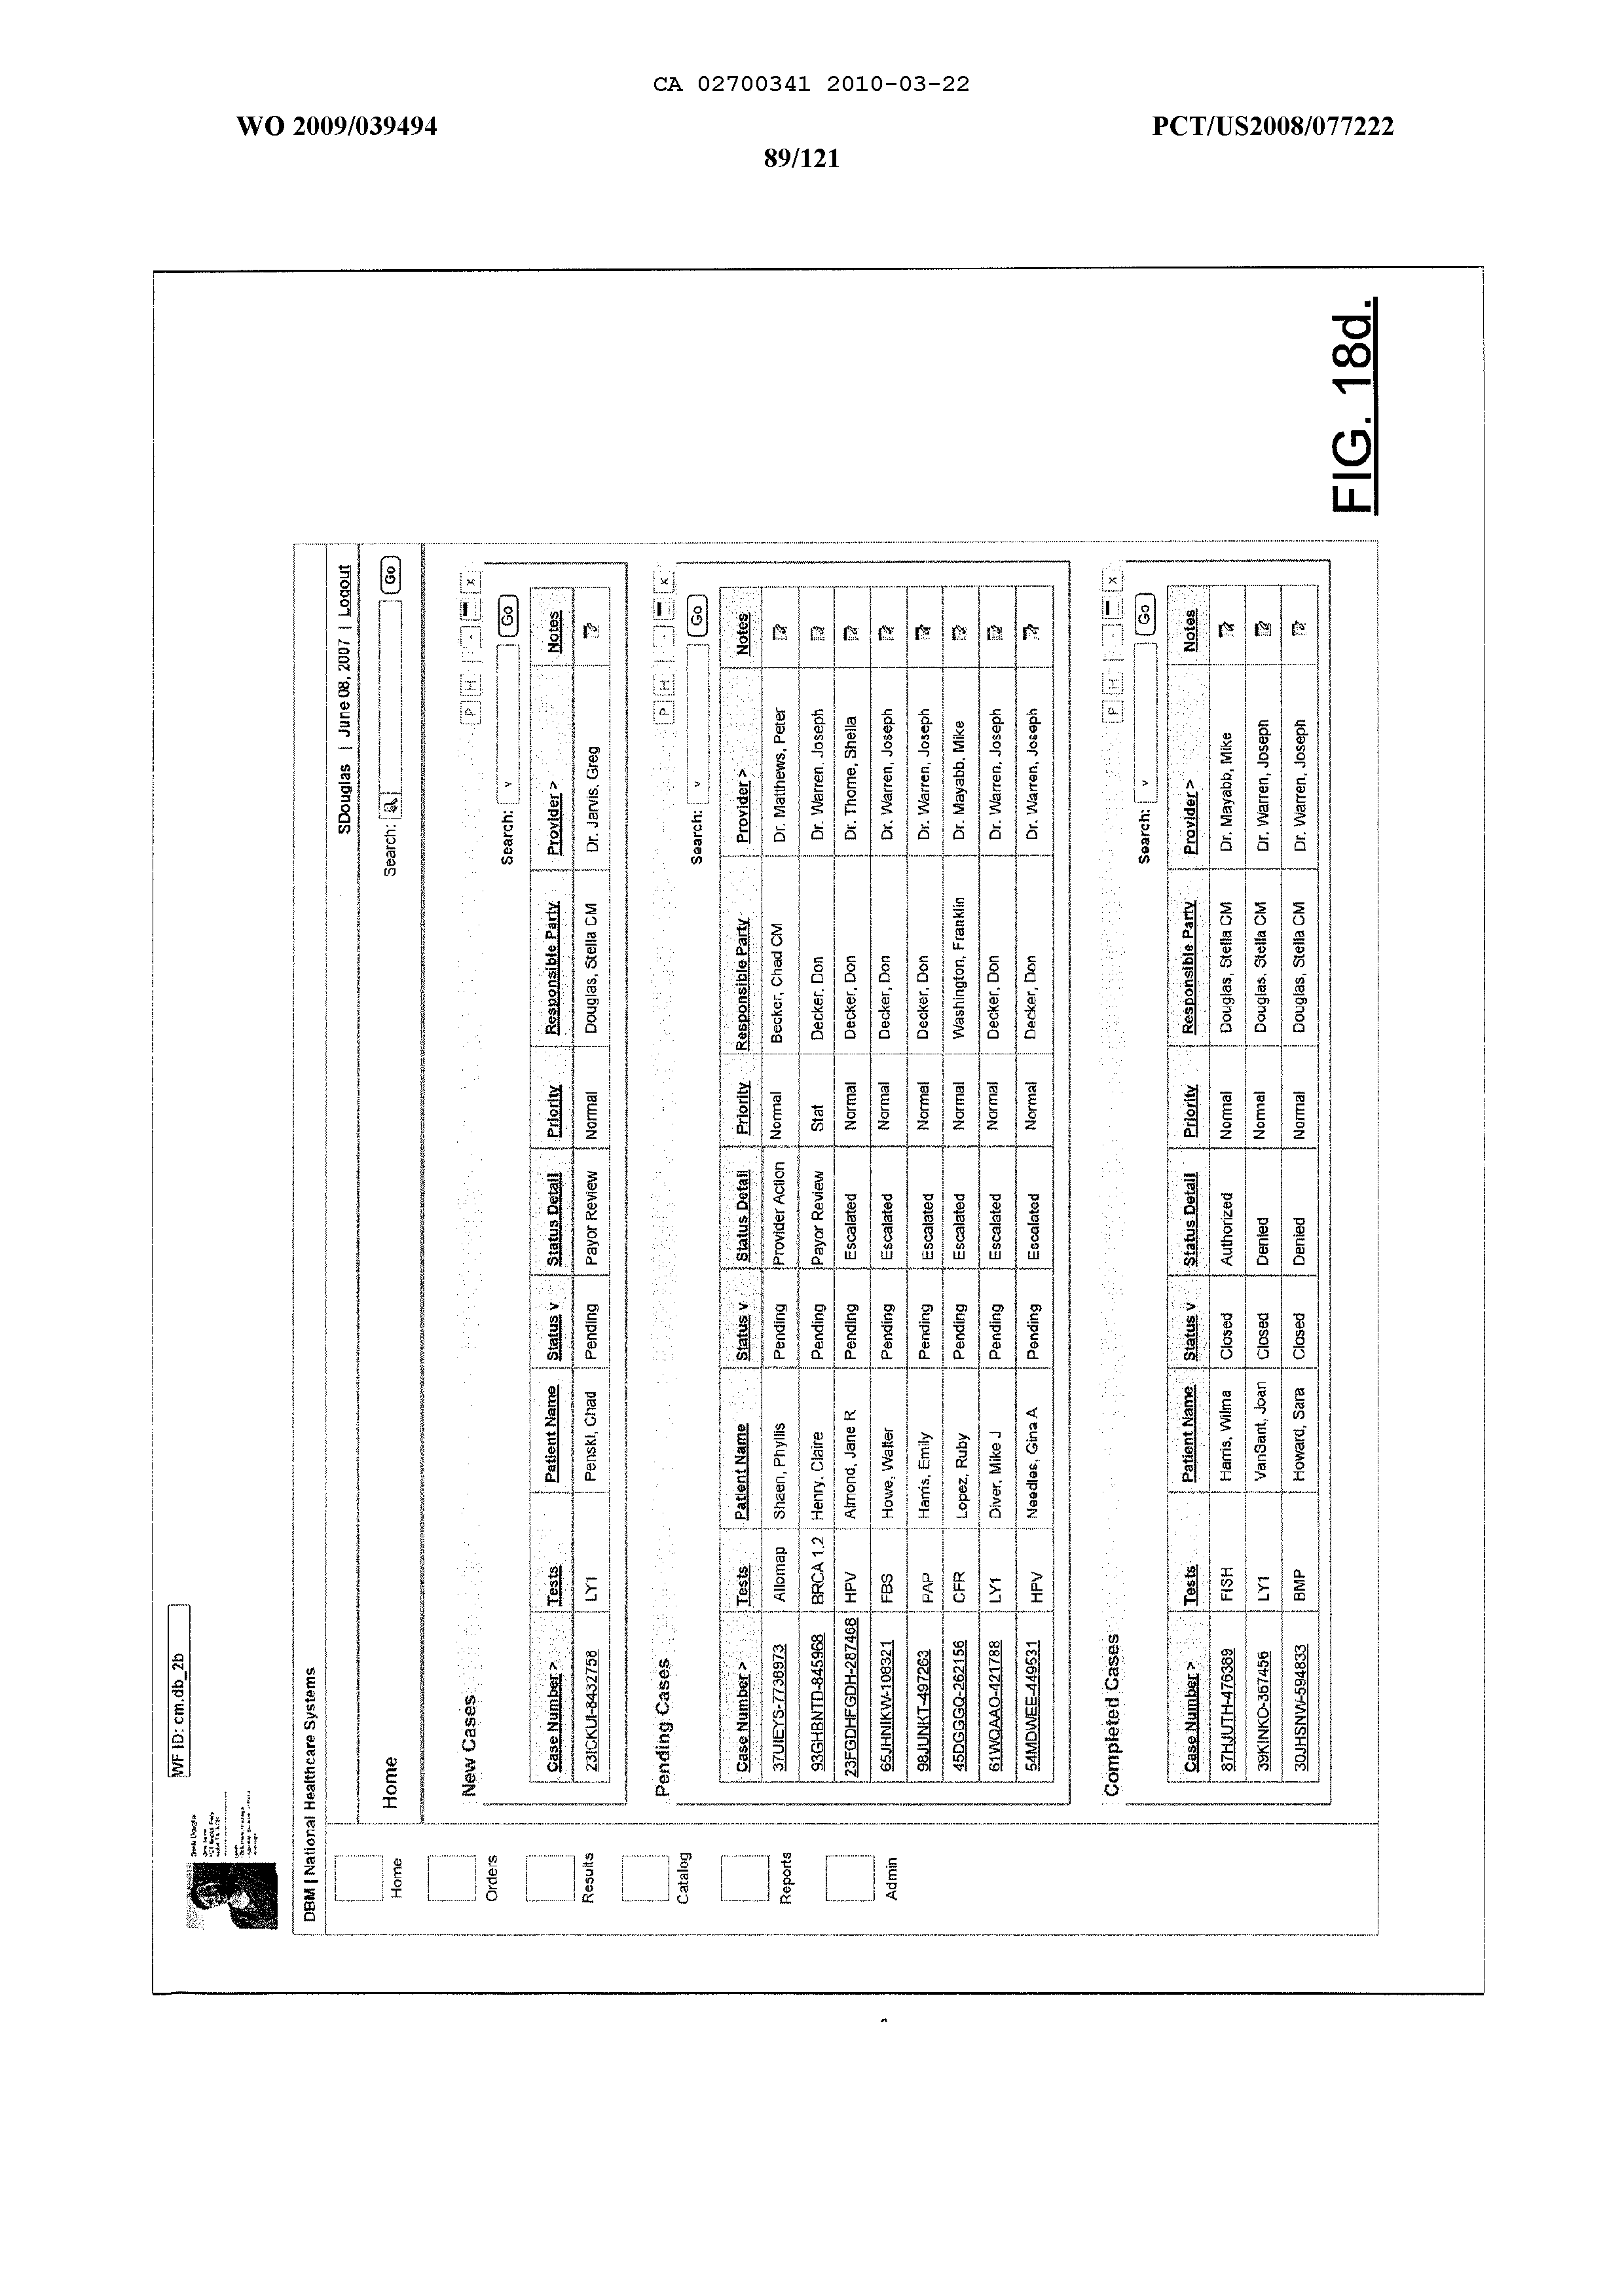 CA 02700341 2010-03-22
WO 2009/039494 PCT/US2008/077222
89/121
WF ID: cm.db_2b
DBM | National Healthcare Systems
SDouglas | June 08, 2007 | Logout
Home Search: Go
Home
Orders
Results
Catalog
Reports
Admin
New Cases P H - x
Search: v Go
Case Number > Tests Patient Name Status v Status Detail Priority Responsible Party Provider > Notes
23ICKUI-8432758 LY1 Penskl, Chad Pending Payor Review Normal Douglas, Stella CM Dr. Jarvis, Greg
Pending Cases P H - x
Search: v Go
Case Number > Tests Patient Name Status v Status Detail Priority Responsible Party Provider > Notes
37UIEYS-7738973 Allomap Shaen, Phyllis Pending Provider Action Normal Becker, Chad CM Dr. Matthews, Peter
93GHBNTD-845968 BRCA 1.2 Henry, Claire Pending Payor Review Stat Decker, Don Dr. Warren, Joseph
23FGDHFGDH-287468 HPV Almond, Jane R Pending Escalated Normal Decker, Don Dr. Thorne, Sheila
65JHNIKW-108321 FBS Howe, Walter Pending Escalated Normal Decker, Don Dr. Warren, Joseph
98JUNKT-497263 PAP Harris, Emily Pending Escalated Normal Decker, Don Dr. Warren, Joseph
45DGGGQ-262156 CFR Lopez, Ruby Pending Escalated Normal Washington, Franklin Dr. Mayabb, Mike
61WQAAO-421788 LY1 Diver, Mike J Pending Escalated Normal Decker, Don Dr. Warren, Joseph
54MDWEE-449531 HPV Needles, Gina A Pending Escalated Normal Decker, Don Dr. Warren, Joseph
Completed Cases P H - x
Search: v Go
Case Number > Tests Patient Name Status v Status Detail Priority Responsible Party Provider > Notes
87HJUTH-476389 FISH Harris, Wilma Closed Authorized Normal Douglas, Stella CM Dr. Mayabb, Mike
39KINKO-367456 LY1 VanSant, Joan Closed Denied Normal Douglas, Stella CM Dr. Warren, Joseph
30JHSNW-594833 BMP Howard, Sara Closed Denied Normal Douglas, Stella CM Dr. Warren, Joseph
FIG. 18d.